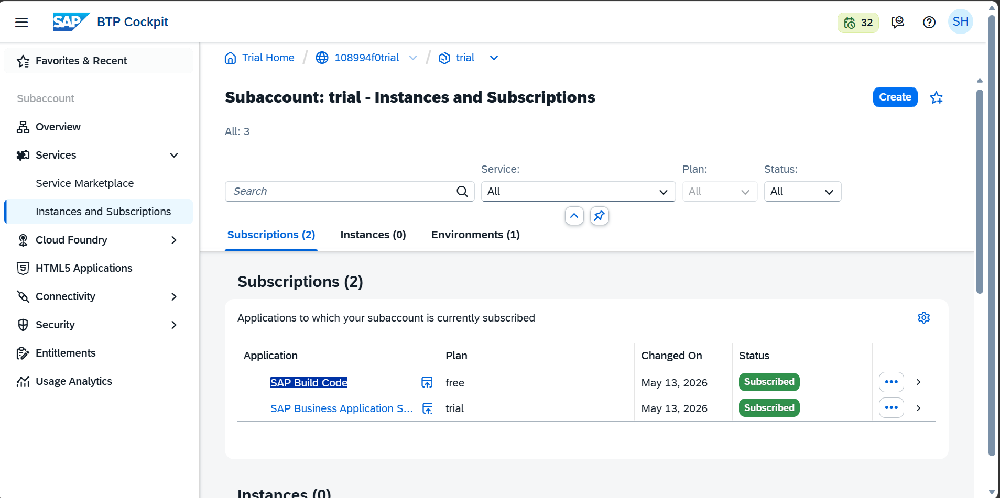 SAP BTP Cockpit
32
SH
Favorites & Recent
Subaccount
Overview
Services
Service Marketplace
Instances and Subscriptions
Cloud Foundry
HTML5 Applications
Connectivity
Security
Entitlements
Usage Analytics
Trial Home / 108994f0trial / trial
Subaccount: trial - Instances and Subscriptions
Create
All: 3
Service:
Plan:
Status:
Search
All
All
All
Subscriptions (2)
Instances (0)
Environments (1)
Subscriptions (2)
Applications to which your subaccount is currently subscribed
Application Plan Changed On Status
SAP Build Code free May 13, 2026 Subscribed
SAP Business Application S... trial May 13, 2026 Subscribed
Instances (0)